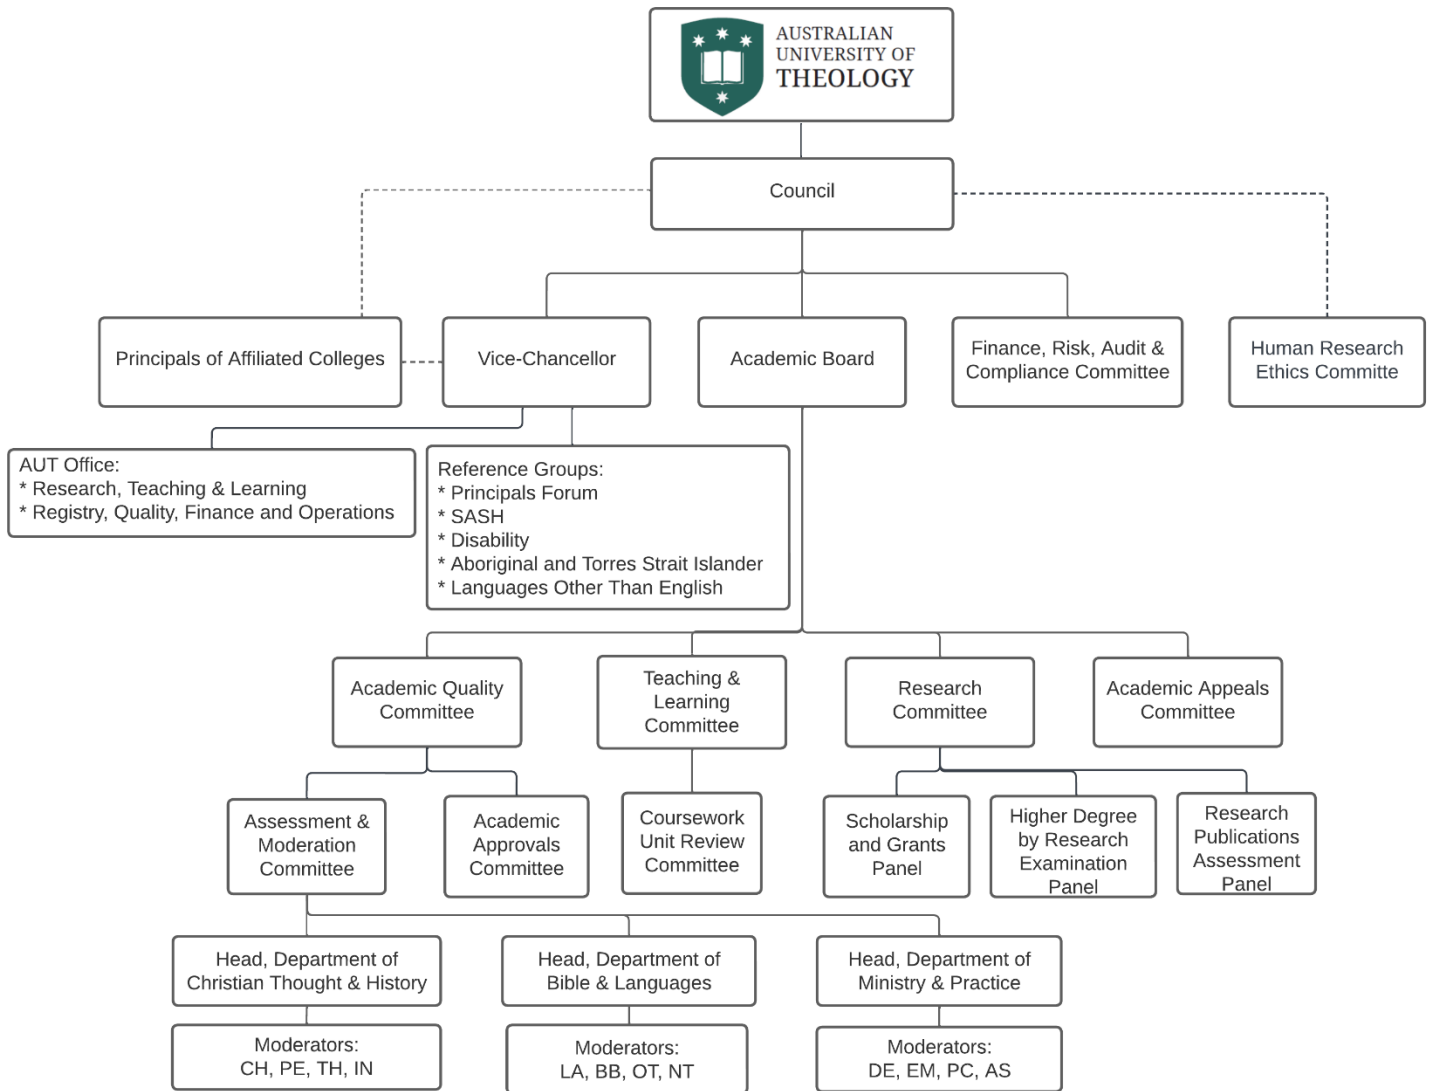 AUSTRALIAN
UNIVERSITY OF
THEOLOGY
Council
Principals of Affiliated Colleges
Vice-Chancellor
Academic Board
Finance, Risk, Audit &
Compliance Committee
Human Research
Ethics Committe
AUT Office:
* Research, Teaching & Learning
* Registry, Quality, Finance and Operations
Reference Groups:
* Principals Forum
* SASH
* Disability
* Aboriginal and Torres Strait Islander
* Languages Other Than English
Academic Quality
Committee
Teaching &
Learning
Committee
Research
Committee
Academic Appeals
Committee
Assessment &
Moderation
Committee
Academic
Approvals
Committee
Coursework
Unit Review
Committee
Scholarship
and Grants
Panel
Higher Degree
by Research
Examination
Panel
Research
Publications
Assessment
Panel
Head, Department of
Christian Thought & History
Head, Department of
Bible & Languages
Head, Department of
Ministry & Practice
Moderators:
CH, PE, TH, IN
Moderators:
LA, BB, OT, NT
Moderators:
DE, EM, PC, AS